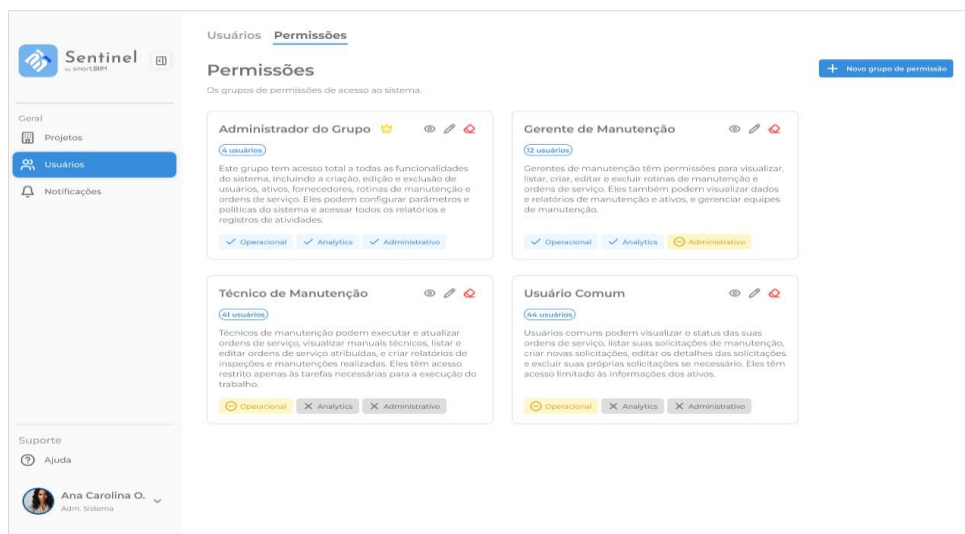 Sentinel
by smart.BHM
Geral
Projetos
Usuários
Notificações
Suporte
Ajuda
Ana Carolina O.
Adm. Sistema
Usuários Permissões
Permissões
Os grupos de permissões de acesso ao sistema.
Novo grupo de permissão
Administrador do Grupo
4 usuários
Este grupo tem acesso total a todas as funcionalidades
do sistema, incluindo a criação, edição e exclusão de
usuários, ativos, fornecedores, rotinas de manutenção e
ordens de serviço. Eles podem configurar parâmetros e
políticas do sistema e acessar todos os relatórios e
registros de atividades.
Operacional Analytics Administrativo
Gerente de Manutenção
12 usuários
Gerentes de manutenção têm permissões para visualizar,
listar, criar, editar e excluir rotinas de manutenção e
ordens de serviço. Eles também podem visualizar dados
e relatórios de manutenção e ativos, e gerenciar equipes
de manutenção.
Operacional Analytics Administrativo
Técnico de Manutenção
41 usuários
Técnicos de manutenção podem executar e atualizar
ordens de serviço, visualizar manuais técnicos, listar e
editar ordens de serviço atribuídas, e criar relatórios de
inspeções e manutenções realizadas. Eles têm acesso
restrito apenas às tarefas necessárias para a execução do
trabalho.
Operacional Analytics Administrativo
Usuário Comum
44 usuários
Usuários comuns podem visualizar o status das suas
ordens de serviço, listar suas solicitações de manutenção,
criar novas solicitações, editar os detalhes das solicitações
e excluir suas próprias solicitações se necessário. Eles têm
acesso limitado às informações dos ativos.
Operacional Analytics Administrativo